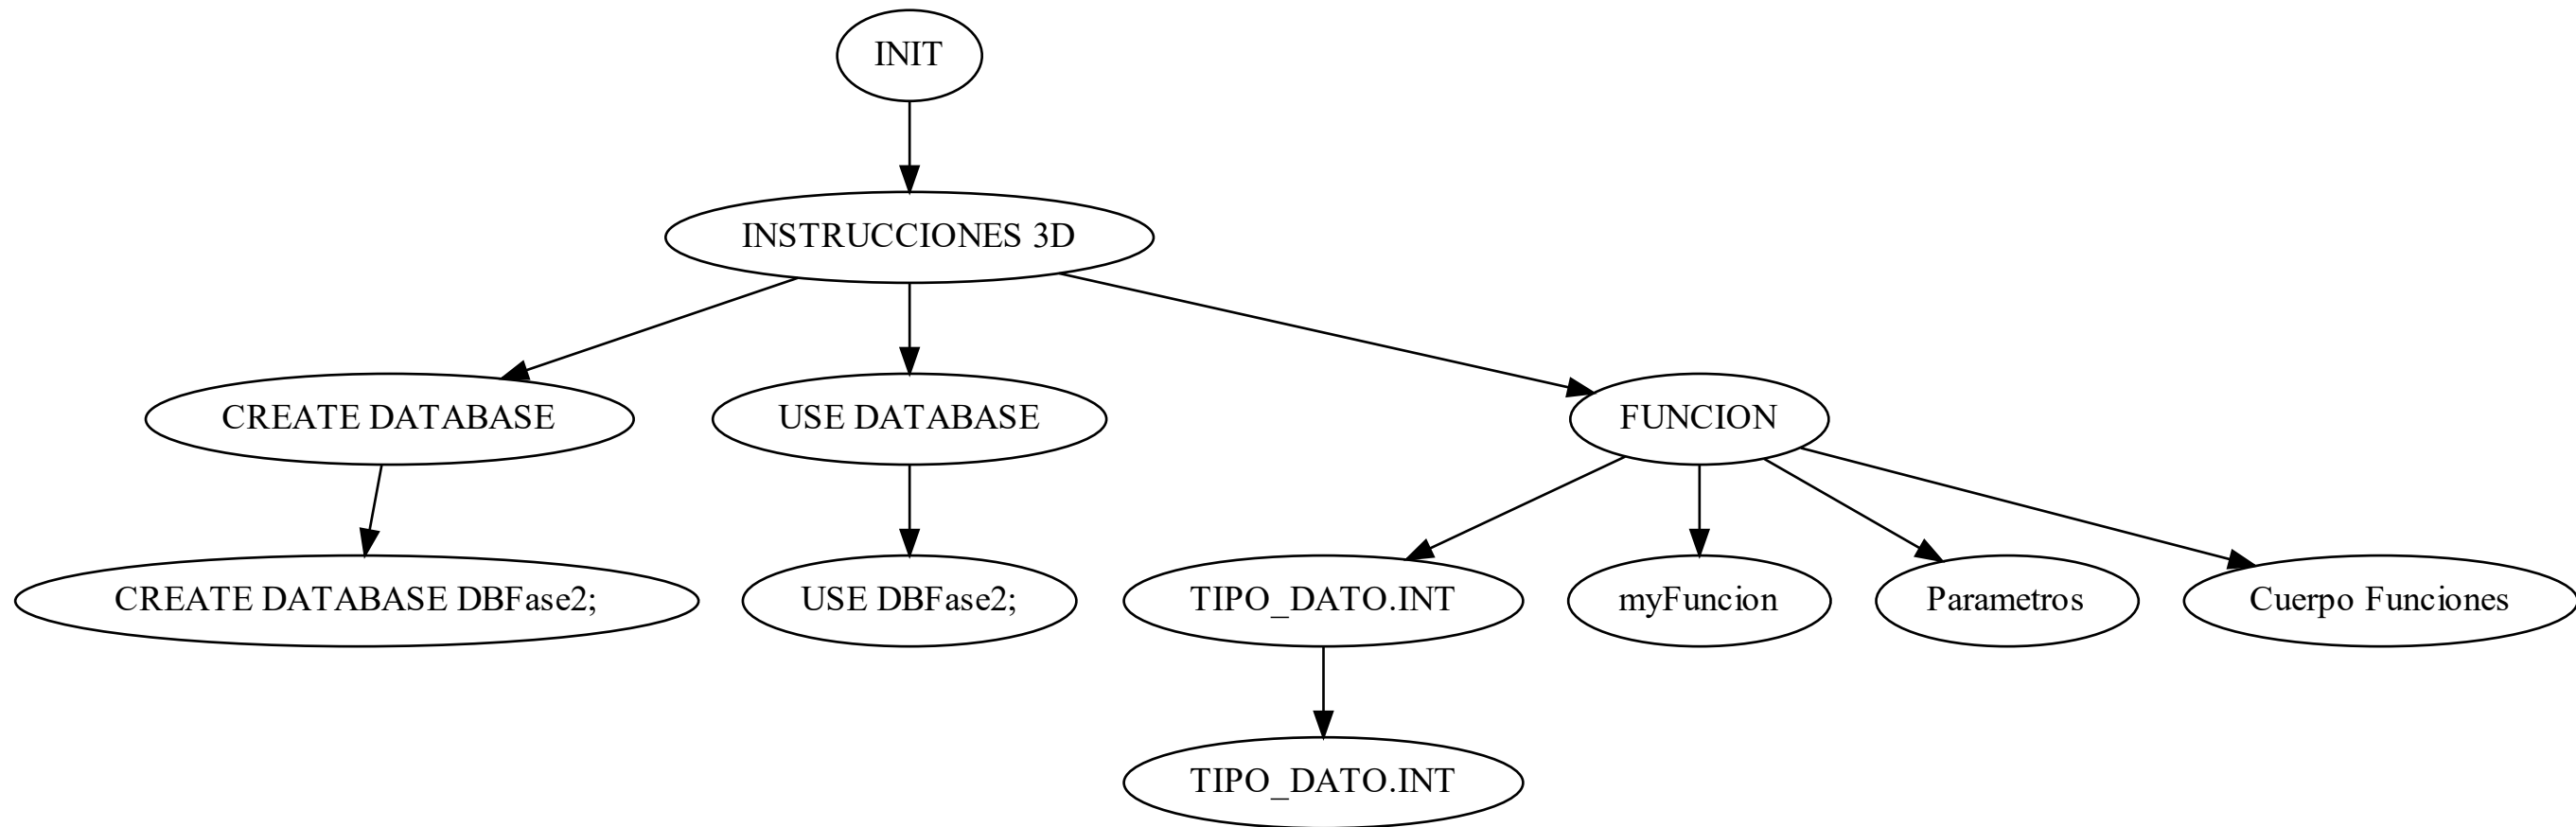 INIT
INSTRUCCIONES 3D
CREATE DATABASE
USE DATABASE
FUNCION
CREATE DATABASE DBFase2;
USE DBFase2;
TIPO_DATO.INT
myFuncion
Parametros
Cuerpo Funciones
TIPO_DATO.INT